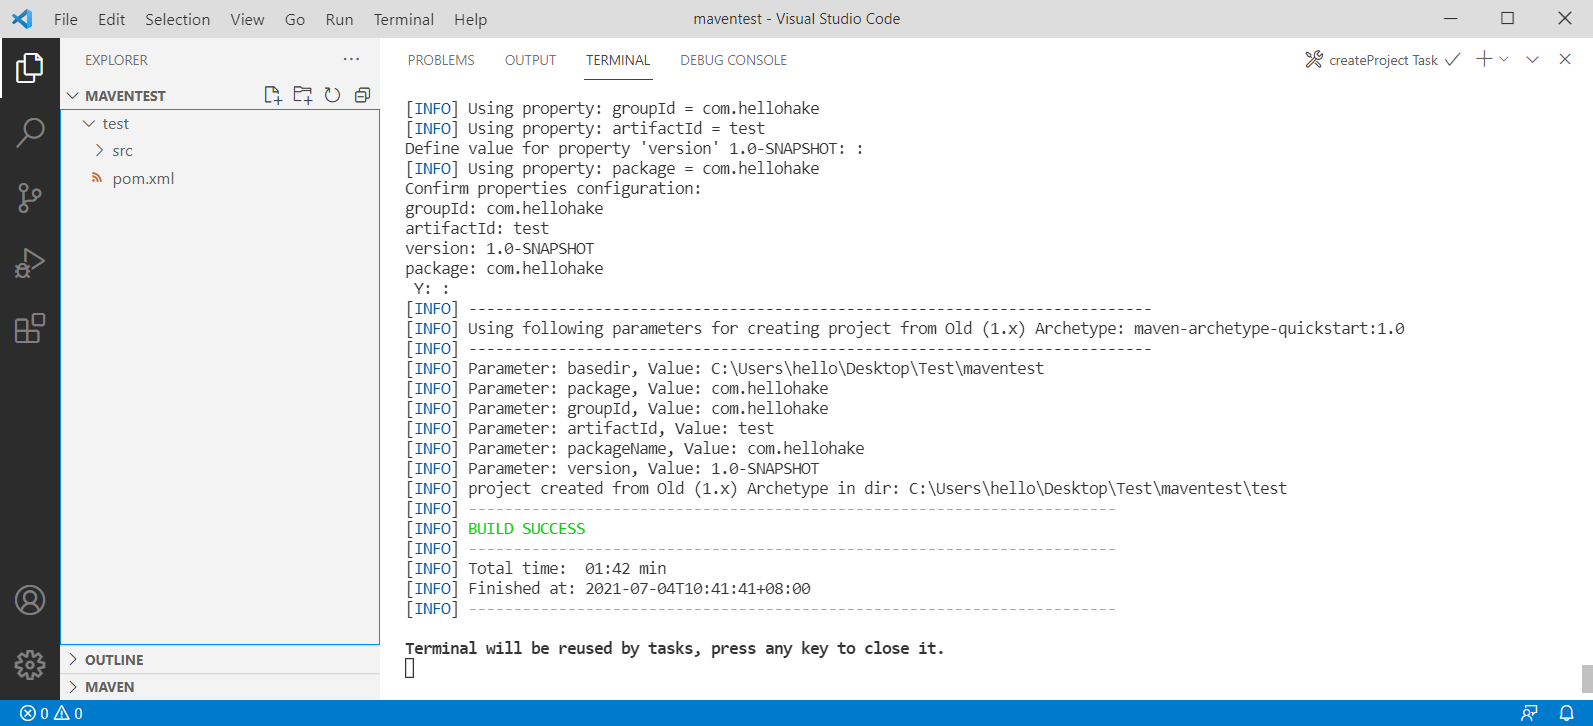 File Edit Selection View Go Run Terminal Help
maventest - Visual Studio Code
EXPLORER
MAVENTEST
test
src
pom.xml
OUTLINE
MAVEN
PROBLEMS OUTPUT TERMINAL DEBUG CONSOLE
createProject Task
[INFO] Using property: groupId = com.hellohake
[INFO] Using property: artifactId = test
Define value for property 'version' 1.0-SNAPSHOT: :
[INFO] Using property: package = com.hellohake
Confirm properties configuration:
groupId: com.hellohake
artifactId: test
version: 1.0-SNAPSHOT
package: com.hellohake
Y: :
[INFO] ----------------------------------------------------------------------------
[INFO] Using following parameters for creating project from Old (1.x) Archetype: maven-archetype-quickstart:1.0
[INFO] ----------------------------------------------------------------------------
[INFO] Parameter: basedir, Value: C:\Users\hello\Desktop\Test\maventest
[INFO] Parameter: package, Value: com.hellohake
[INFO] Parameter: groupId, Value: com.hellohake
[INFO] Parameter: artifactId, Value: test
[INFO] Parameter: packageName, Value: com.hellohake
[INFO] Parameter: version, Value: 1.0-SNAPSHOT
[INFO] project created from Old (1.x) Archetype in dir: C:\Users\hello\Desktop\Test\maventest\test
[INFO] ------------------------------------------------------------------------
[INFO] BUILD SUCCESS
[INFO] ------------------------------------------------------------------------
[INFO] Total time:  01:42 min
[INFO] Finished at: 2021-07-04T10:41:41+08:00
[INFO] ------------------------------------------------------------------------
Terminal will be reused by tasks, press any key to close it.
0 0